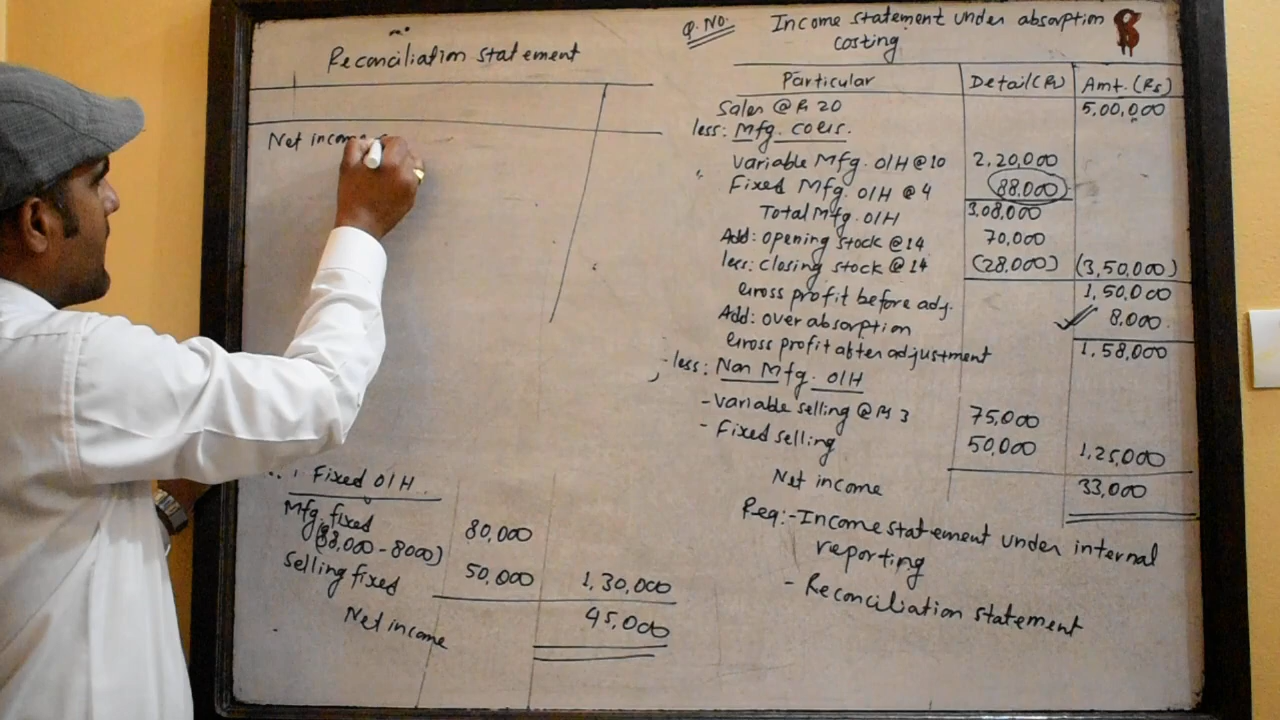 Reconciliation statement
Net income
Fixed O/H.
Mfg. fixed 80,000
(88,000 - 8000)
Selling fixed 50,000 1,30,000
Net income 45,000
Q.No. Income statement under absorption
costing
Particular Detail(Rs) Amt.(Rs)
Sales @ Rs 20 5,00,000
less: Mfg. costs.
Variable Mfg. O/H @ 10 2,20,000
Fixed Mfg. O/H @ 4 88,000
Total Mfg. O/H 3,08,000
Add: opening stock @ 14 70,000
less: closing stock @ 14 (28,000) (3,50,000)
Gross profit before adj. 1,50,000
Add: over absorption 8,000
Gross profit after adjustment 1,58,000
less: Non Mfg. O/H
- Variable selling @ Rs 3 75,000
- Fixed selling 50,000 1,25,000
Net income 33,000
Req:- Income statement under internal
reporting
- Reconciliation statement